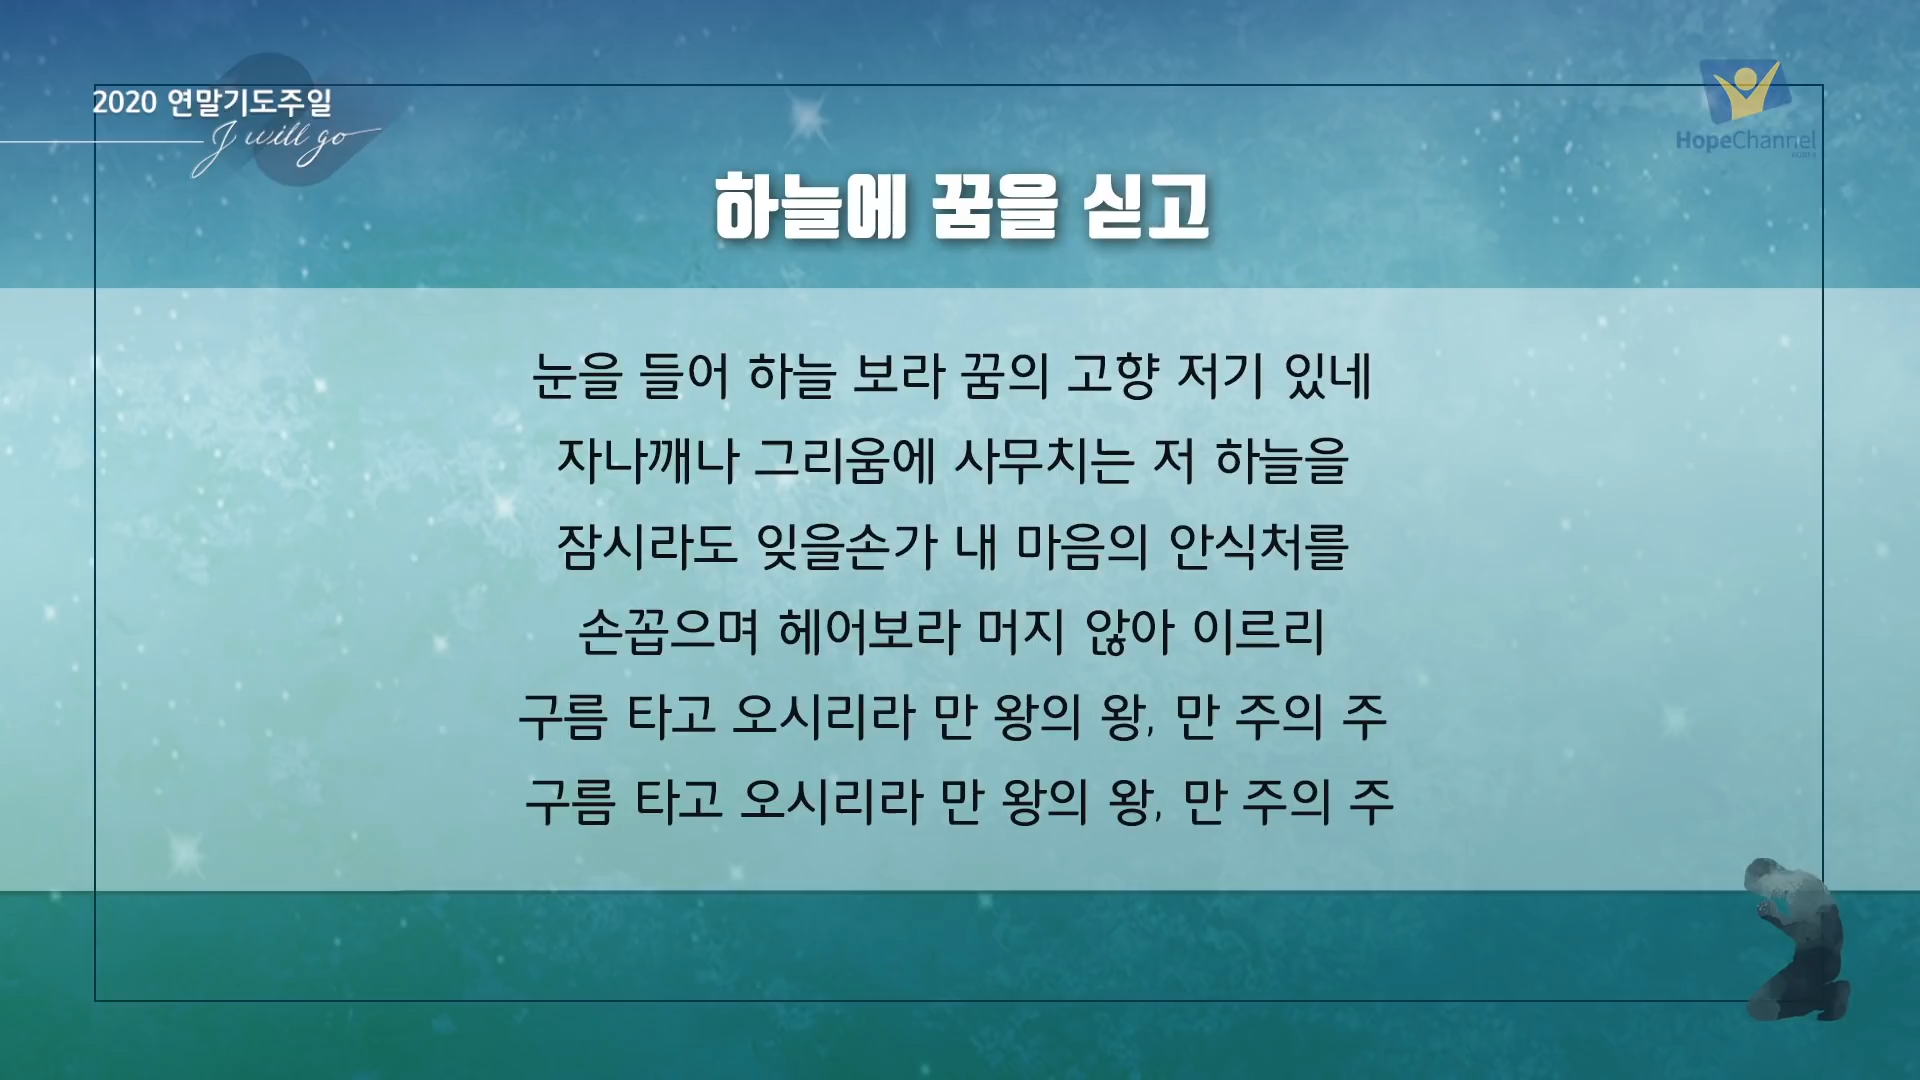 2020 연말기도주일
I will go
HopeChannel
KOREA
하늘에 꿈을 싣고
눈을 들어 하늘 보라 꿈의 고향 저기 있네
자나깨나 그리움에 사무치는 저 하늘을
잠시라도 잊을손가 내 마음의 안식처를
손꼽으며 헤어보라 머지 않아 이르리
구름 타고 오시리라 만 왕의 왕, 만 주의 주
구름 타고 오시리라 만 왕의 왕, 만 주의 주